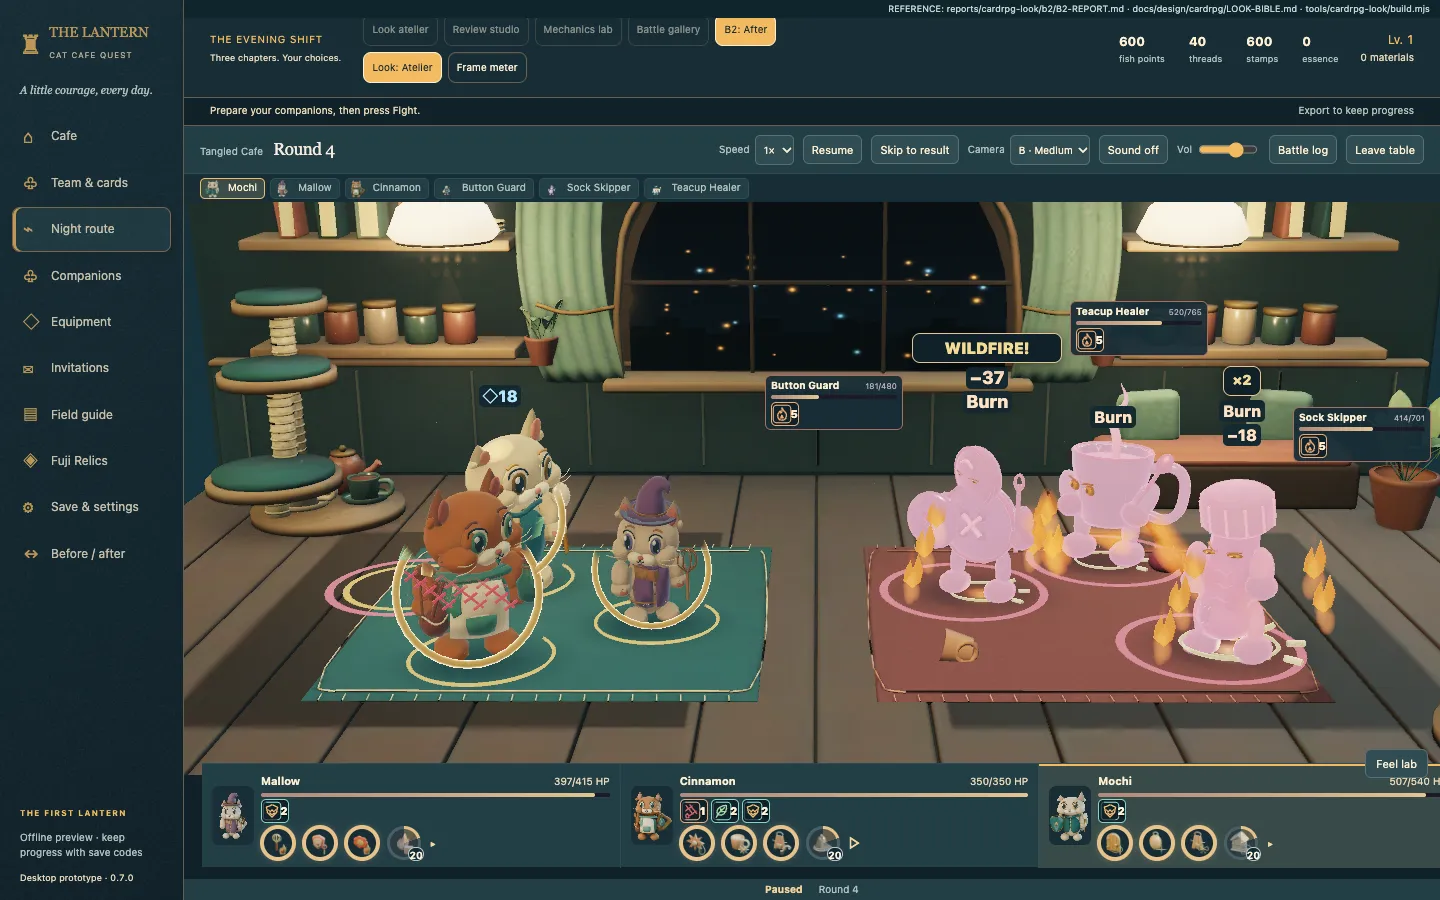 REFERENCE: reports/cardrpg-look/b2/B2-REPORT.md · docs/design/cardrpg/LOOK-BIBLE.md · tools/cardrpg-look/build.mjs
THE LANTERN
CAT CAFE QUEST
A little courage, every day.
Cafe
Team & cards
Night route
Companions
Equipment
Invitations
Field guide
Fuji Relics
Save & settings
Before / after
THE FIRST LANTERN
Offline preview · keep
progress with save codes
Desktop prototype · 0.7.0
THE EVENING SHIFT
Three chapters. Your choices.
Look atelier
Review studio
Mechanics lab
Battle gallery
B2: After
Look: Atelier
Frame meter
600
fish points
40
threads
600
stamps
0
essence
Lv. 1
0 materials
Prepare your companions, then press Fight.
Export to keep progress
Tangled Cafe
Round 4
Speed
1x
Resume
Skip to result
Camera
B · Medium
Sound off
Vol
Battle log
Leave table
Mochi
Mallow
Cinnamon
Button Guard
Sock Skipper
Teacup Healer
Teacup Healer 520/765
5
WILDFIRE!
−37
Burn
Button Guard 181/480
5
×2
Burn
−18
Burn
Sock Skipper 414/701
5
18
Feel lab
Mallow
397/415 HP
2
20
Cinnamon
350/350 HP
1
2
2
20
Mochi
507/540 H
2
20
Paused
Round 4